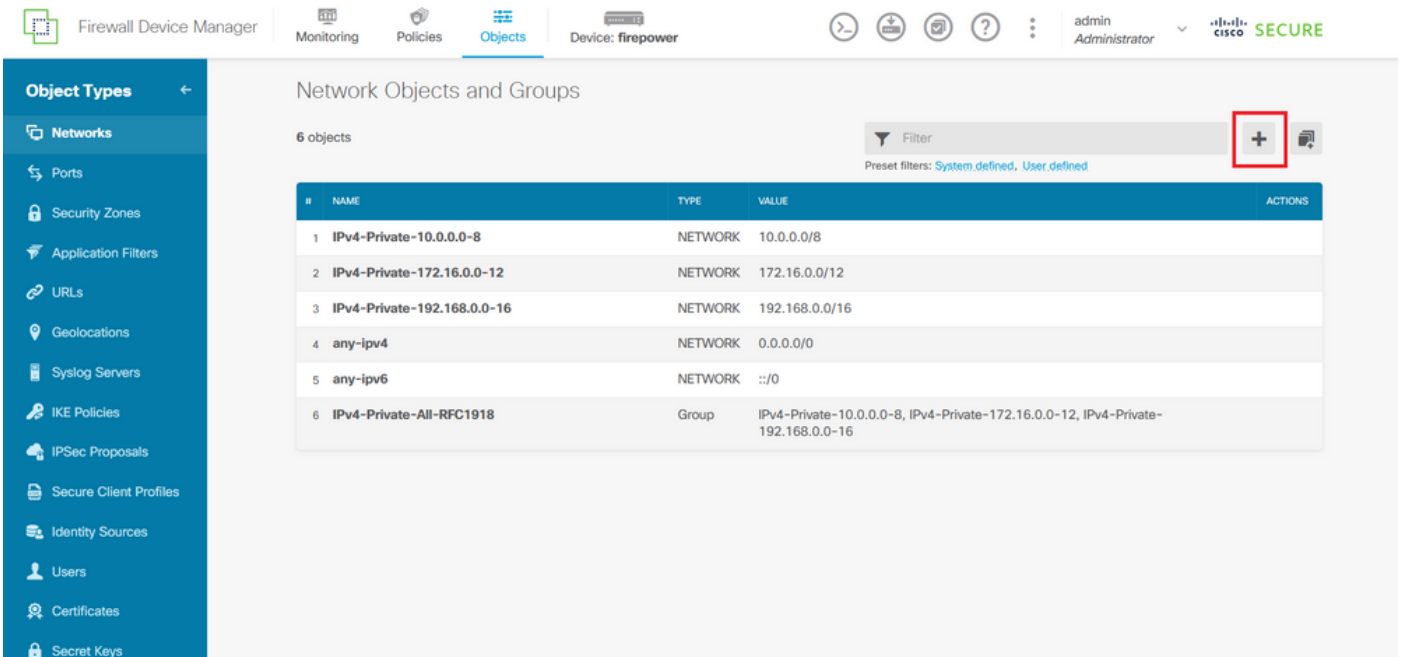 Firewall Device Manager
Monitoring
Policies
Objects
Device: firepower
admin
Administrator
cisco SECURE
Object Types
Networks
Ports
Security Zones
Application Filters
URLs
Geolocations
Syslog Servers
IKE Policies
IPSec Proposals
Secure Client Profiles
Identity Sources
Users
Certificates
Secret Keys
Network Objects and Groups
6 objects
Filter
Preset filters: System defined, User defined
# NAME TYPE VALUE ACTIONS
1 IPv4-Private-10.0.0.0-8 NETWORK 10.0.0.0/8
2 IPv4-Private-172.16.0.0-12 NETWORK 172.16.0.0/12
3 IPv4-Private-192.168.0.0-16 NETWORK 192.168.0.0/16
4 any-ipv4 NETWORK 0.0.0.0/0
5 any-ipv6 NETWORK ::/0
6 IPv4-Private-All-RFC1918 Group IPv4-Private-10.0.0.0-8, IPv4-Private-172.16.0.0-12, IPv4-Private-
192.168.0.0-16